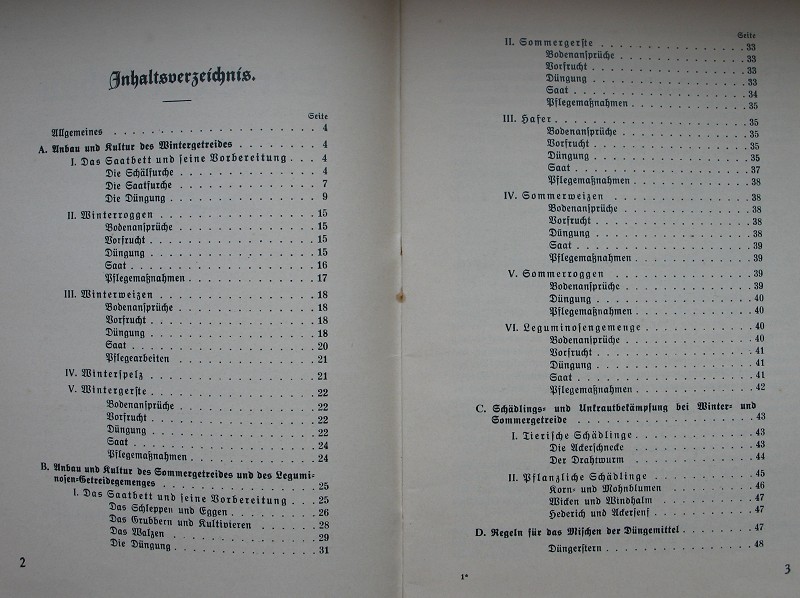 Inhaltsverzeichnis.
Seite
Allgemeines . . . 4
A. Anbau und Kultur des Wintergetreides . . . 4
I. Das Saatbett und seine Vorbereitung . . . 4
Die Schälfurche . . . 4
Die Saatfurche . . . 7
Die Düngung . . . 9
II. Winterroggen . . . 15
Bodenansprüche . . . 15
Vorfrucht . . . 15
Düngung . . . 15
Saat . . . 16
Pflegemaßnahmen . . . 17
III. Winterweizen . . . 18
Bodenansprüche . . . 18
Vorfrucht . . . 18
Düngung . . . 18
Saat . . . 20
Pflegearbeiten . . . 21
IV. Winterspelz . . . 21
V. Wintergerste . . . 22
Bodenansprüche . . . 22
Vorfrucht . . . 22
Düngung . . . 22
Saat . . . 24
Pflegemaßnahmen . . . 24
B. Anbau und Kultur des Sommergetreides und des Legumi-
nosen-Getreidegemenges . . . 25
I. Das Saatbett und seine Vorbereitung . . . 25
Das Schleppen und Eggen . . . 26
Das Grubbern und Kultivieren . . . 28
Das Walzen . . . 29
Die Düngung . . . 31
2
Seite
II. Sommergerste . . . 33
Bodenansprüche . . . 33
Vorfrucht . . . 33
Düngung . . . 33
Saat . . . 34
Pflegemaßnahmen . . . 35
III. Hafer . . . 35
Bodenansprüche . . . 35
Vorfrucht . . . 35
Düngung . . . 35
Saat . . . 37
Pflegemaßnahmen . . . 38
IV. Sommerweizen . . . 38
Bodenansprüche . . . 38
Vorfrucht . . . 38
Düngung . . . 38
Saat . . . 39
Pflegemaßnahmen . . . 39
V. Sommerroggen . . . 39
Bodenansprüche . . . 39
Düngung . . . 40
Pflegemaßnahmen . . . 40
VI. Leguminosengemenge . . . 40
Bodenansprüche . . . 40
Vorfrucht . . . 41
Düngung . . . 41
Saat . . . 41
Pflegemaßnahmen . . . 42
C. Schädlings- und Unkrautbekämpfung bei Winter- und
Sommergetreide . . . 43
I. Tierische Schädlinge . . . 43
Die Ackerschnecke . . . 43
Der Drahtwurm . . . 44
II. Pflanzliche Schädlinge . . . 45
Korn- und Mohnblumen . . . 46
Wicken und Windhalm . . . 47
Hederich und Ackersenf . . . 47
D. Regeln für das Mischen der Düngemittel . . . 47
Düngerstern . . . 48
1*
3